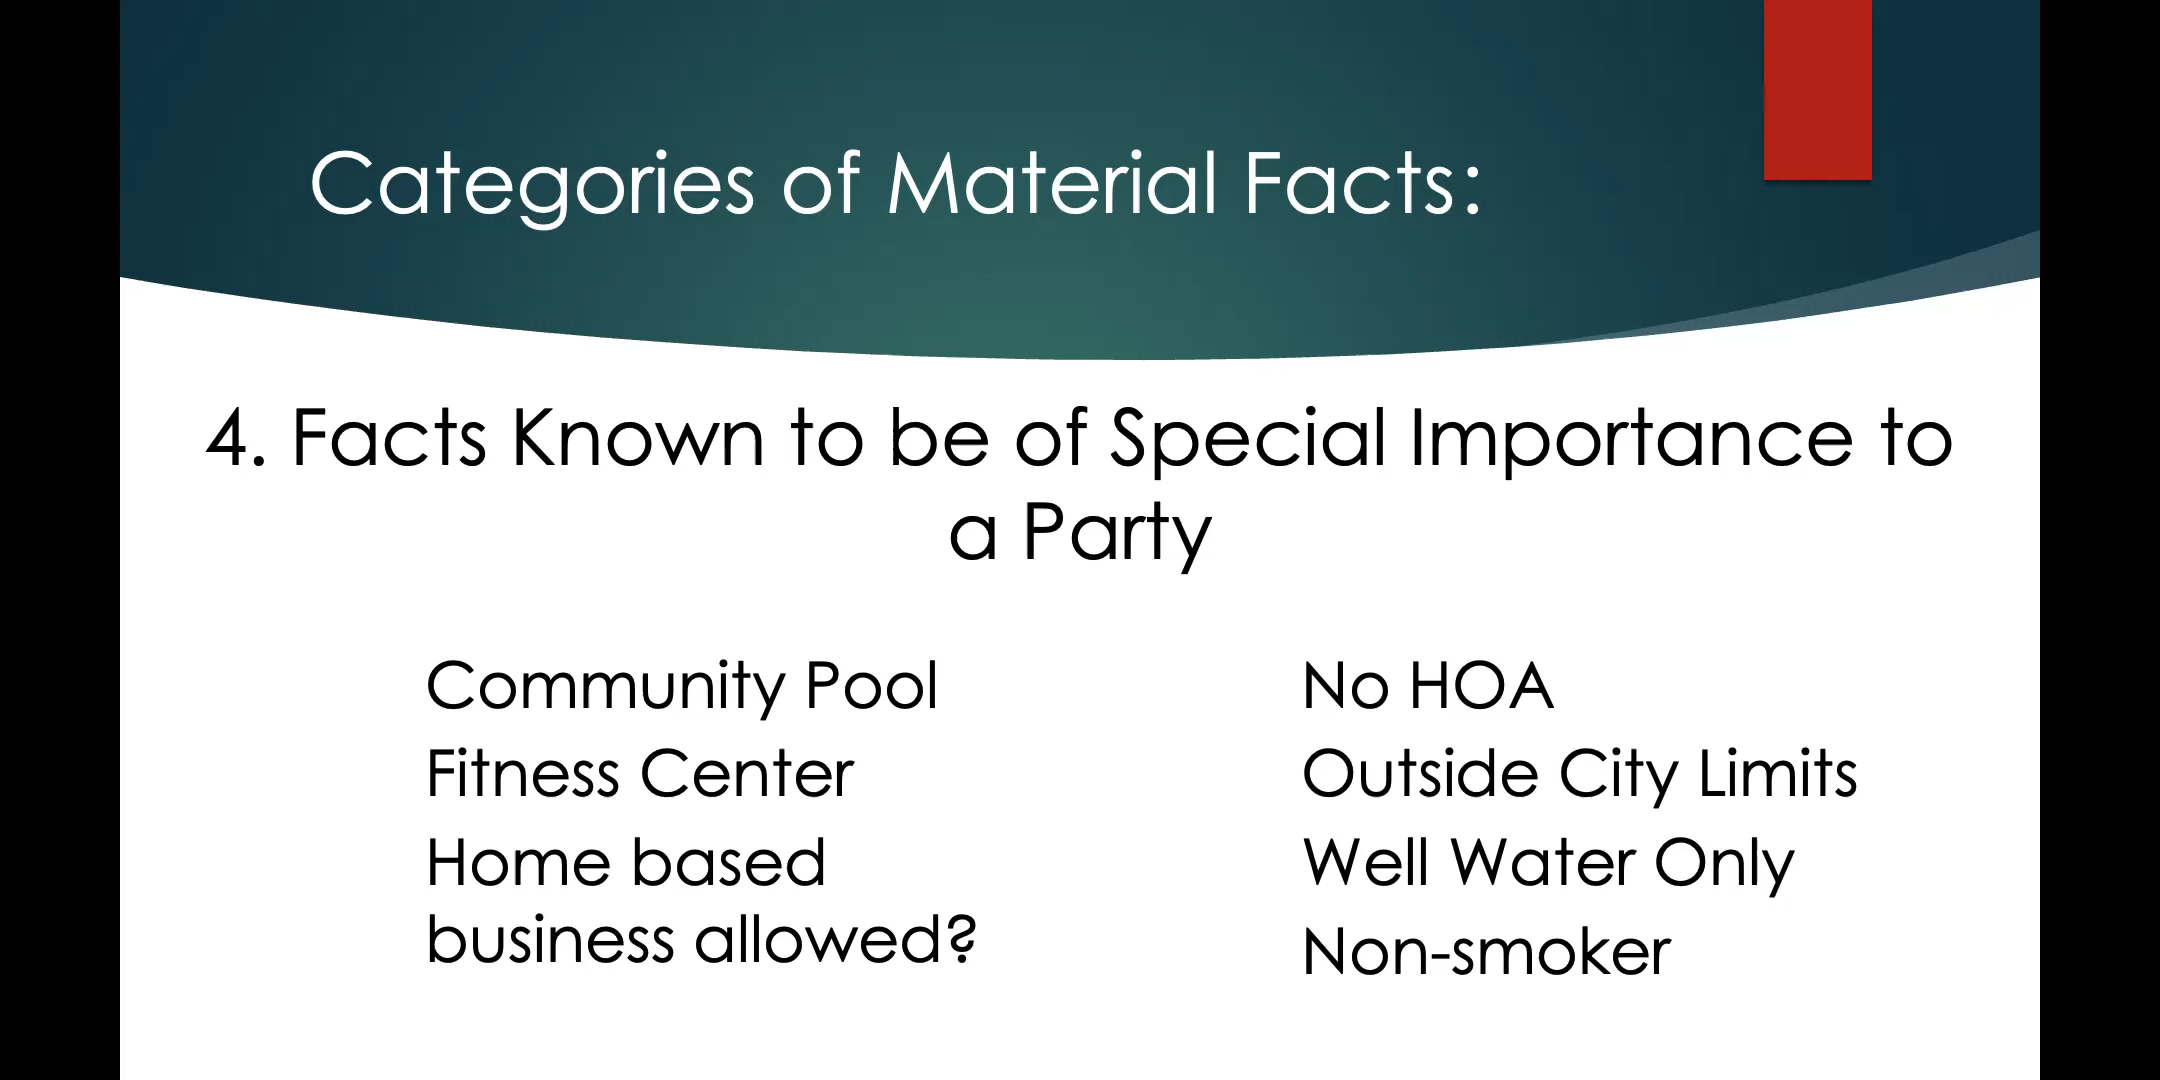 Categories of Material Facts:
4. Facts Known to be of Special Importance to
a Party
Community Pool
Fitness Center
Home based
business allowed?
No HOA
Outside City Limits
Well Water Only
Non-smoker